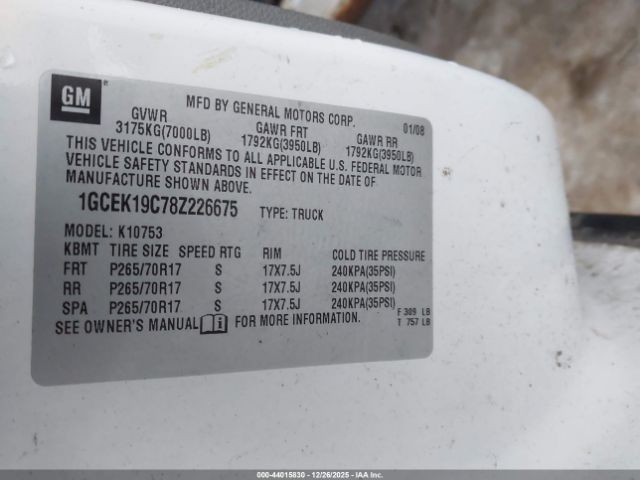 GM
MFD BY GENERAL MOTORS CORP. 01/08
GVWR GAWR FRT GAWR RR
3175KG(7000LB) 1792KG(3950LB) 1792KG(3950LB)
THIS VEHICLE CONFORMS TO ALL APPLICABLE U.S. FEDERAL MOTOR
VEHICLE SAFETY STANDARDS IN EFFECT ON THE DATE OF
MANUFACTURE SHOWN ABOVE.
1GCEK19C78Z226675 TYPE: TRUCK
MODEL: K10753
KBMT TIRE SIZE SPEED RTG RIM COLD TIRE PRESSURE
FRT P265/70R17 S 17X7.5J 240KPA(35PSI)
RR P265/70R17 S 17X7.5J 240KPA(35PSI)
SPA P265/70R17 S 17X7.5J 240KPA(35PSI)
F 309 LB
SEE OWNER'S MANUAL FOR MORE INFORMATION. T 757 LB
000-44015830 - 12/26/2025 - IAA Inc.